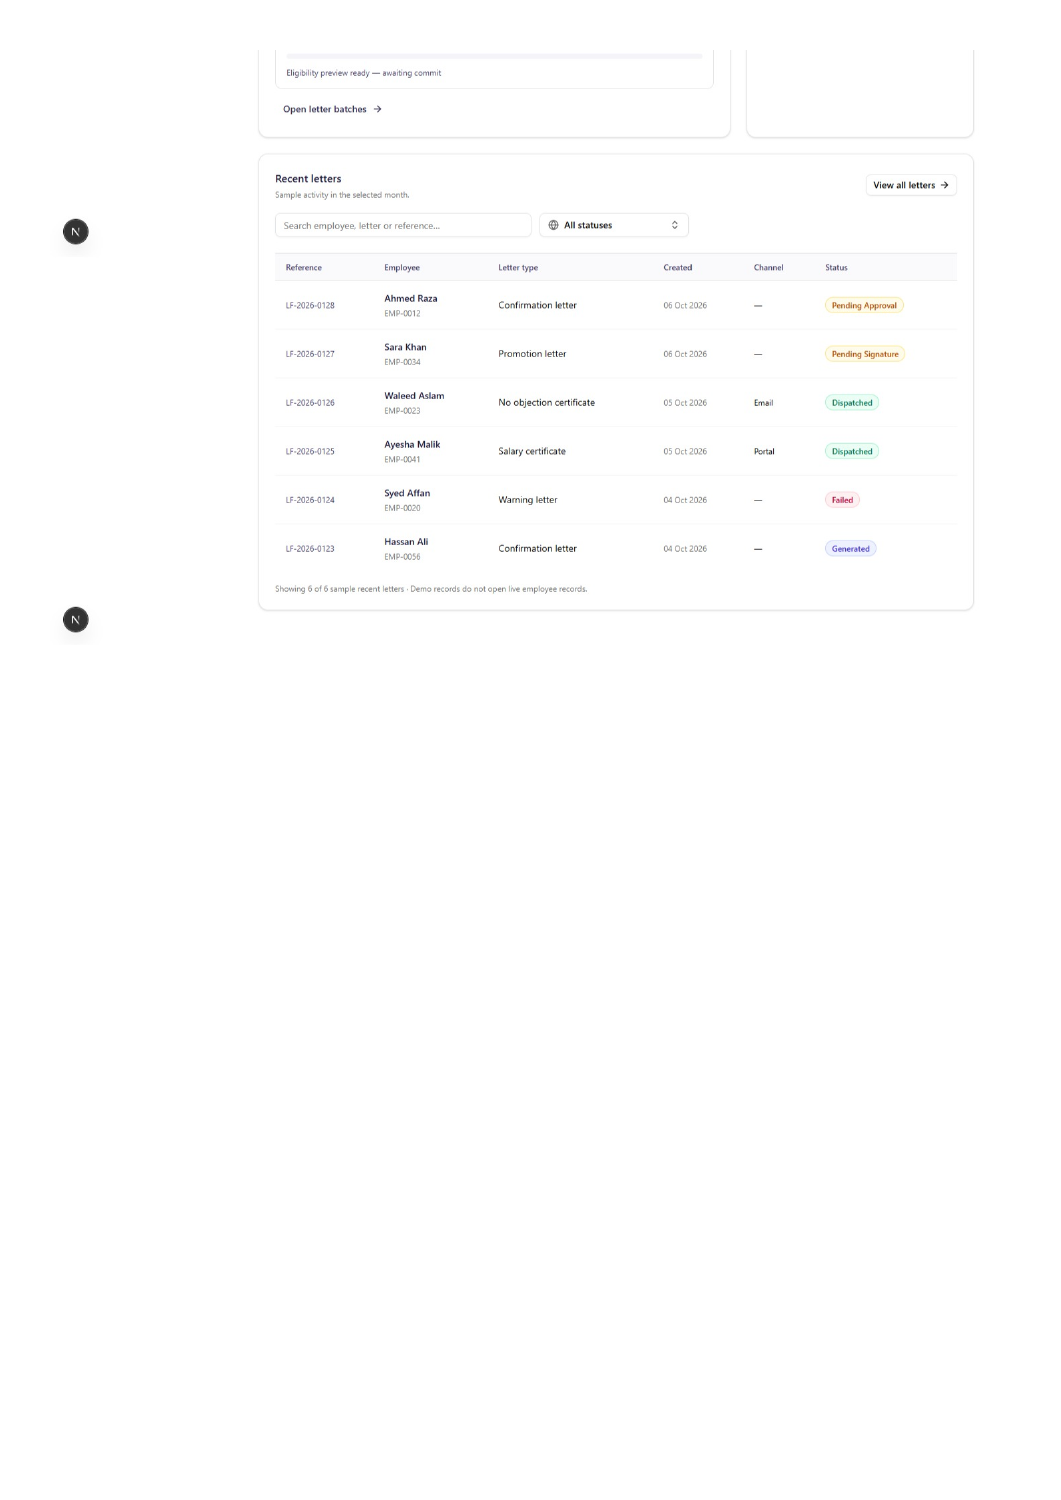 Eligibility preview ready — awaiting commit
Open letter batches →
Recent letters
View all letters →
Sample activity in the selected month.
N
Search employee, letter or reference...
All statuses
Reference Employee Letter type Created Channel Status
LF-2026-0128 Ahmed Raza EMP-0012 Confirmation letter 06 Oct 2026 — Pending Approval
LF-2026-0127 Sara Khan EMP-0034 Promotion letter 06 Oct 2026 — Pending Signature
LF-2026-0126 Waleed Aslam EMP-0023 No objection certificate 05 Oct 2026 Email Dispatched
LF-2026-0125 Ayesha Malik EMP-0041 Salary certificate 05 Oct 2026 Portal Dispatched
LF-2026-0124 Syed Affan EMP-0020 Warning letter 04 Oct 2026 — Failed
LF-2026-0123 Hassan Ali EMP-0056 Confirmation letter 04 Oct 2026 — Generated
Showing 6 of 6 sample recent letters · Demo records do not open live employee records.
N